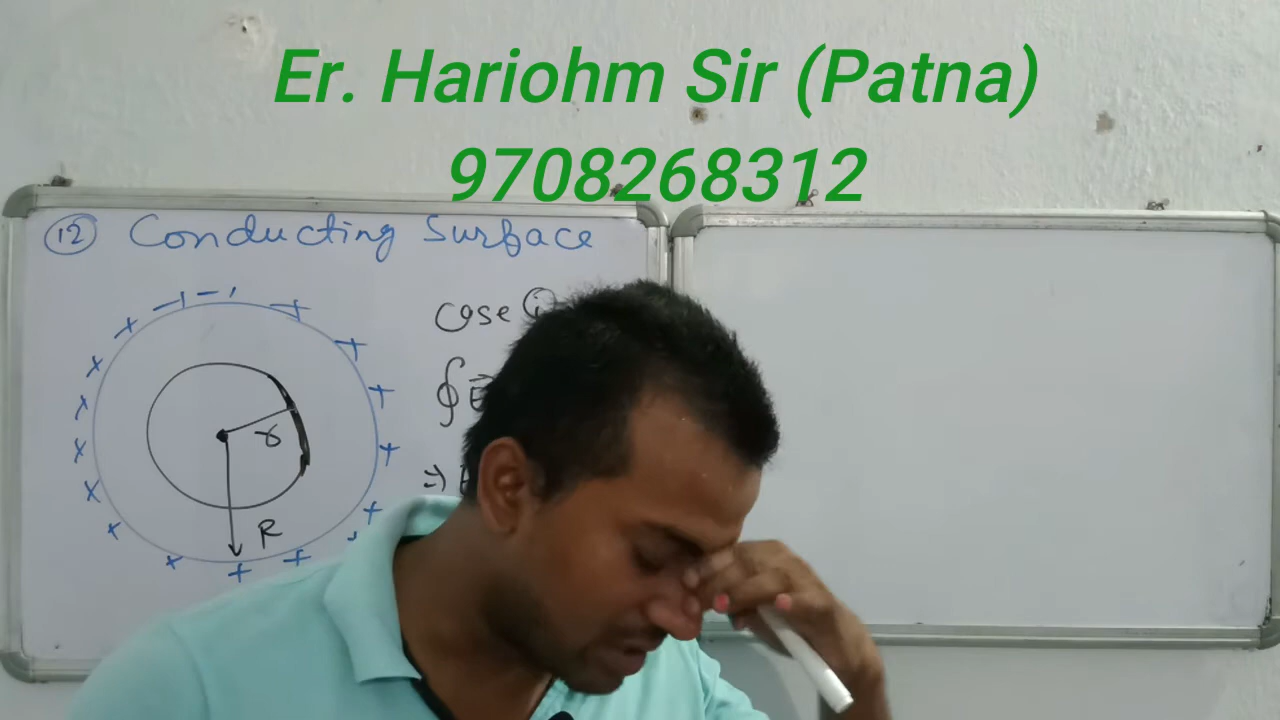 Er. Hariohm Sir (Patna)
9708268312
12 Conducting Surface
case (i)
∮ E
⇒ E
r
R